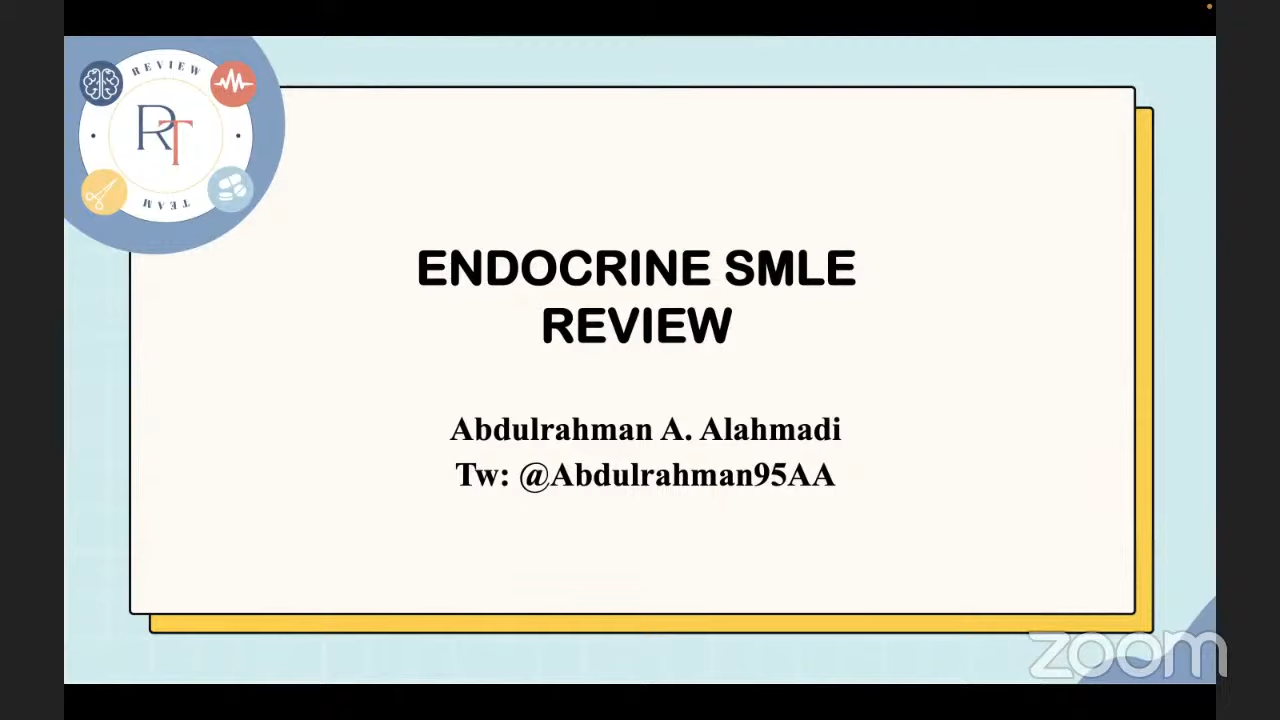 REVIEW
RT
TEAM
ENDOCRINE SMLE
REVIEW
Abdulrahman A. Alahmadi
Tw: @Abdulrahman95AA
zoom